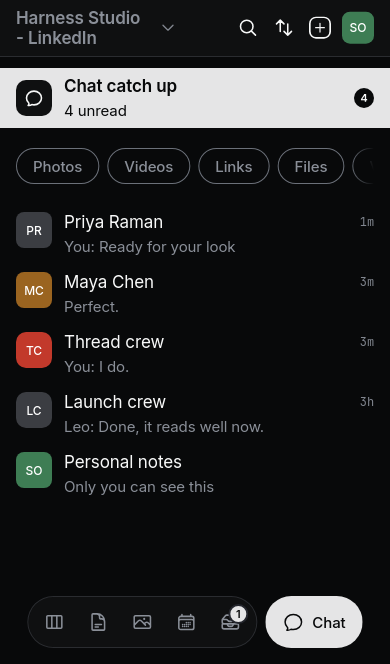 Harness Studio
- LinkedIn
SO
Chat catch up
4 unread
4
Photos
Videos
Links
Files
PR
Priya Raman
1m
You: Ready for your look
MC
Maya Chen
3m
Perfect.
TC
Thread crew
3m
You: I do.
LC
Launch crew
3h
Leo: Done, it reads well now.
SO
Personal notes
Only you can see this
1
Chat